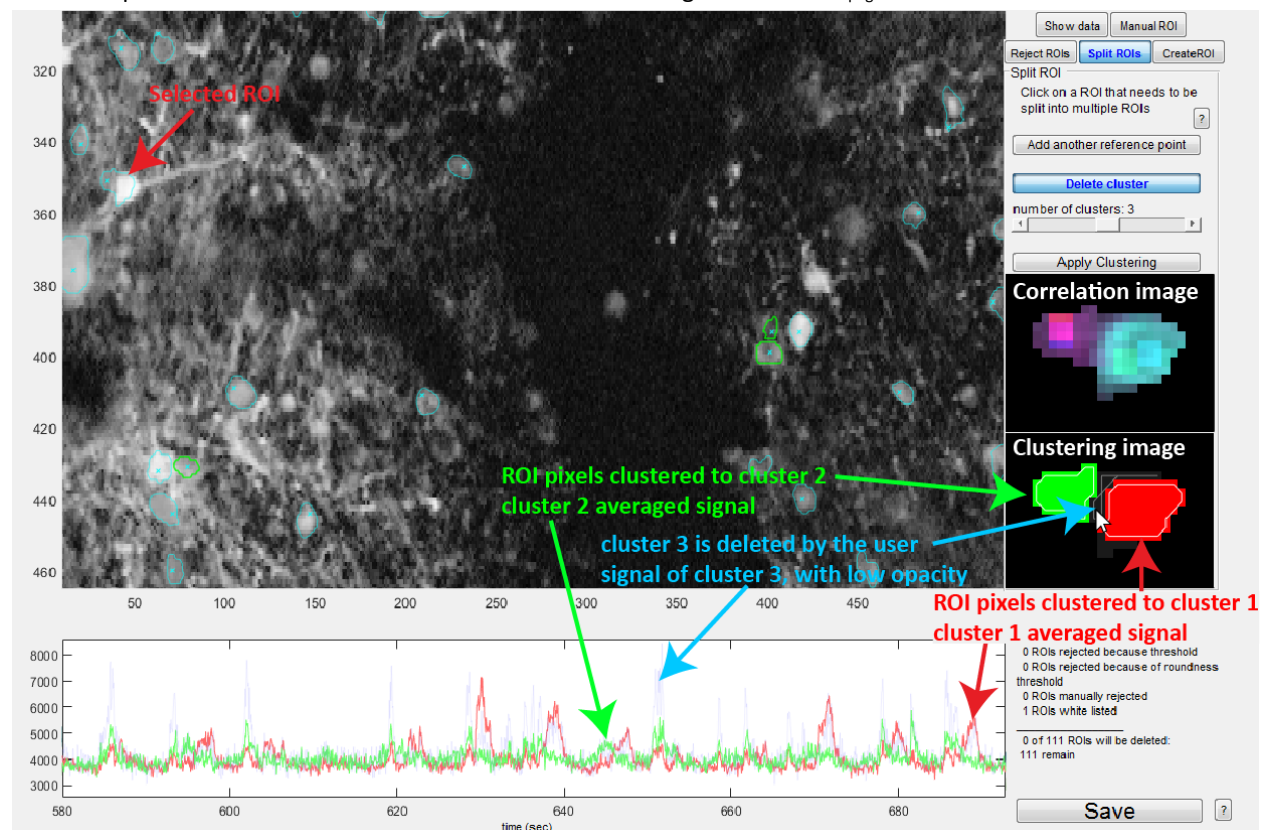 Show data
Manual ROI
Reject ROIs
Split ROIs
CreateROI
Split ROI
Click on a ROI that needs to be
split into multiple ROIs
?
Add another reference point
Delete cluster
number of clusters: 3
Apply Clustering
Correlation image
Clustering image
Selected ROI
320
340
360
380
400
420
440
460
ROI pixels clustered to cluster 2
cluster 2 averaged signal
cluster 3 is deleted by the user
signal of cluster 3, with low opacity
ROI pixels clustered to cluster 1
cluster 1 averaged signal
50
100
150
200
250
300
350
400
450
8000
7000
6000
5000
4000
3000
580
600
620
640
660
680
time (sec)
0 ROIs rejected because threshold
0 ROIs rejected because of roundness
threshold
0 ROIs manually rejected
1 ROIs white listed
0 of 111 ROIs will be deleted:
111 remain
Save
?